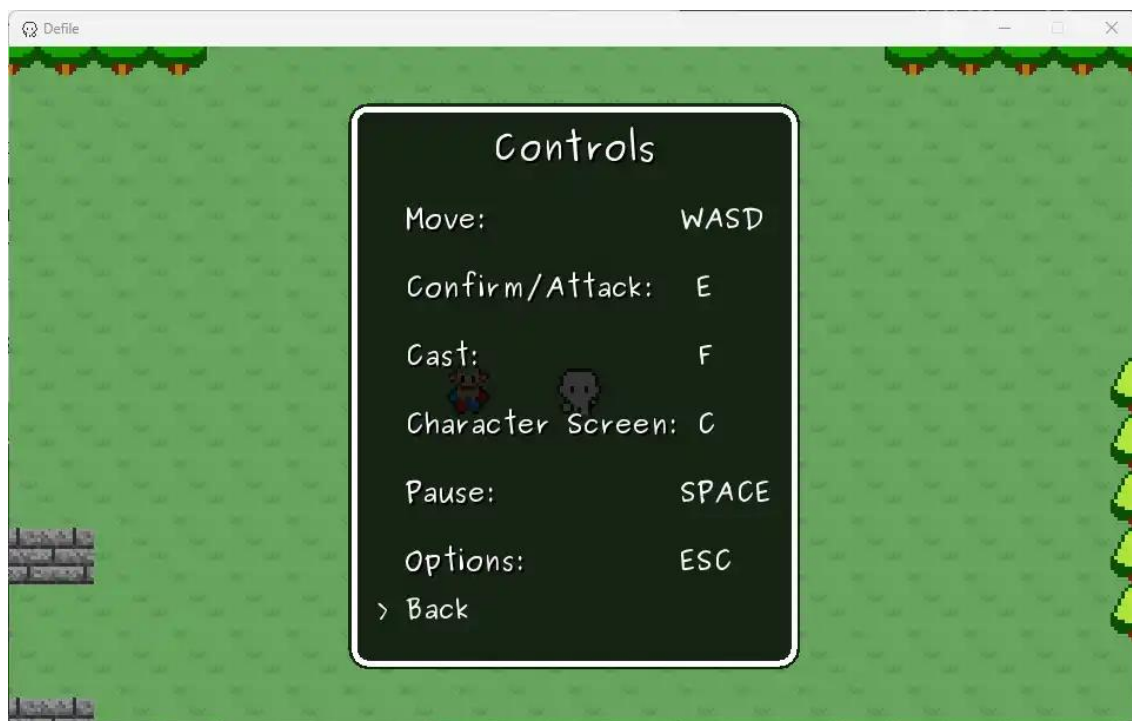 Defile
Controls
Move: WASD
Confirm/Attack: E
Cast: F
Character Screen: C
Pause: SPACE
Options: ESC
> Back